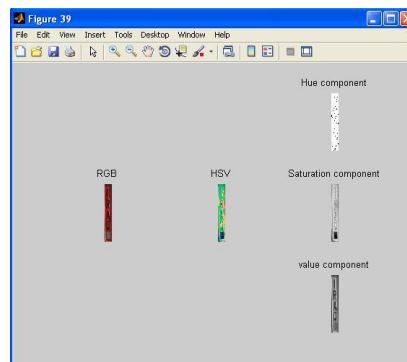 Figure 39
File Edit View Insert Tools Desktop Window Help
Hue component
RGB
HSV
Saturation component
value component